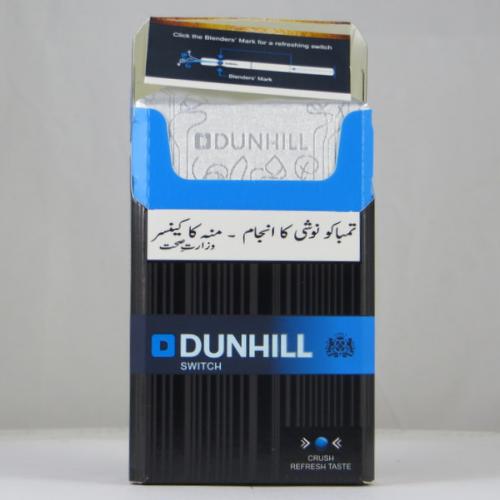 Click the Blenders' Mark for a refreshing switch
Blenders' Mark
DUNHILL
تمباکو نوشی کا انجام ۔ منہ کا کینسر
وزارتِ صحت
DUNHILL
SWITCH
CRUSH
REFRESH TASTE